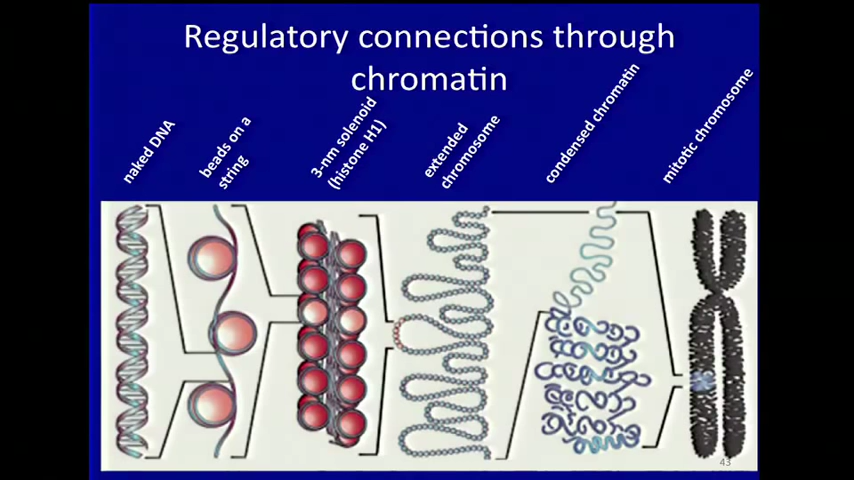 Regulatory connections through
chromatin
naked DNA
beads on a
string
3-nm solenoid
(histone H1)
extended
chromosome
condensed chromatin
mitotic chromosome
43